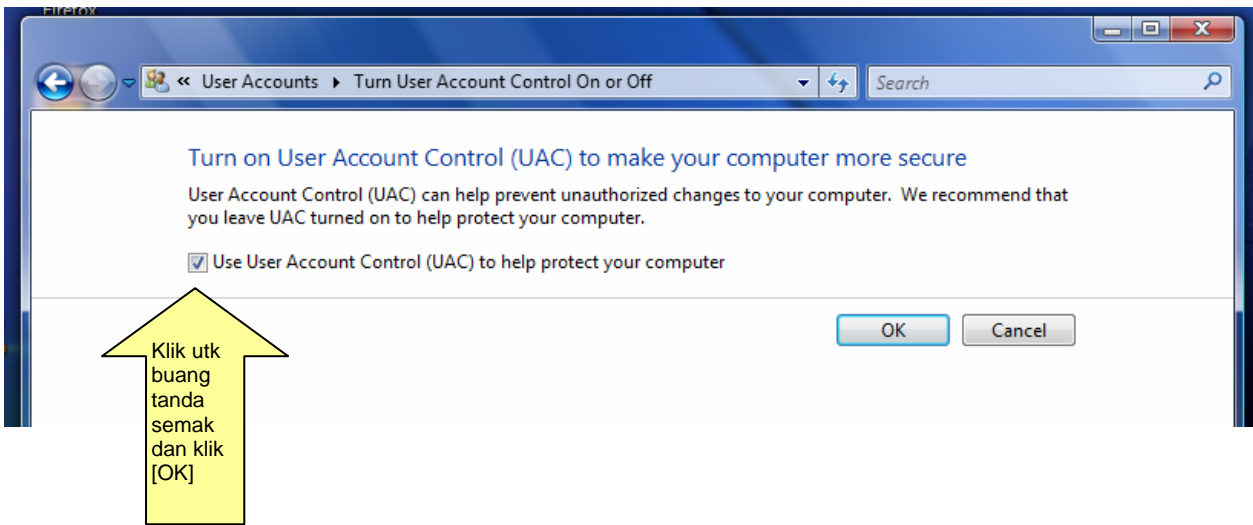 Firefox
« User Accounts ▸ Turn User Account Control On or Off
Search
Turn on User Account Control (UAC) to make your computer more secure
User Account Control (UAC) can help prevent unauthorized changes to your computer. We recommend that
you leave UAC turned on to help protect your computer.
Use User Account Control (UAC) to help protect your computer
OK
Cancel
Klik utk
buang
tanda
semak
dan klik
[OK]